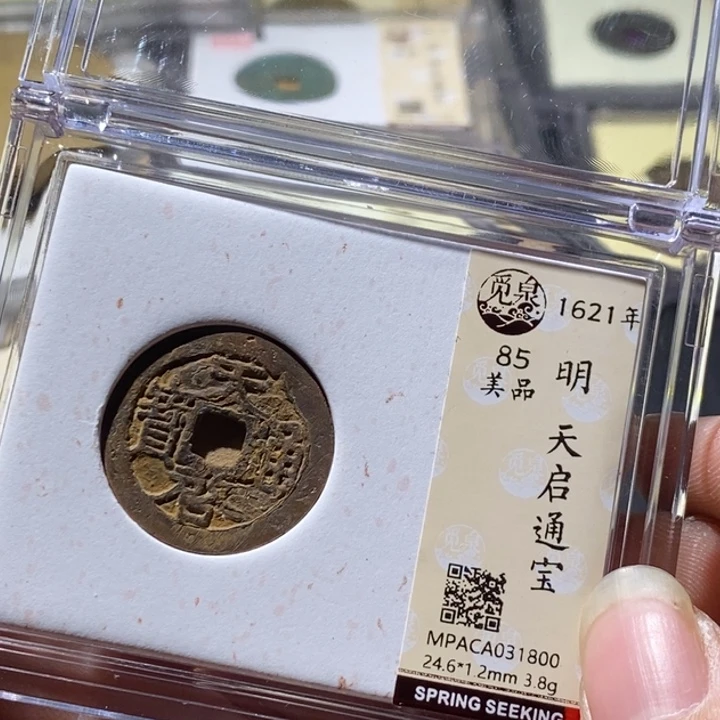 觅泉
1621年
85
美品
明
天启通宝
MPACA031800
24.6*1.2mm 3.8g
SPRING SEEKING